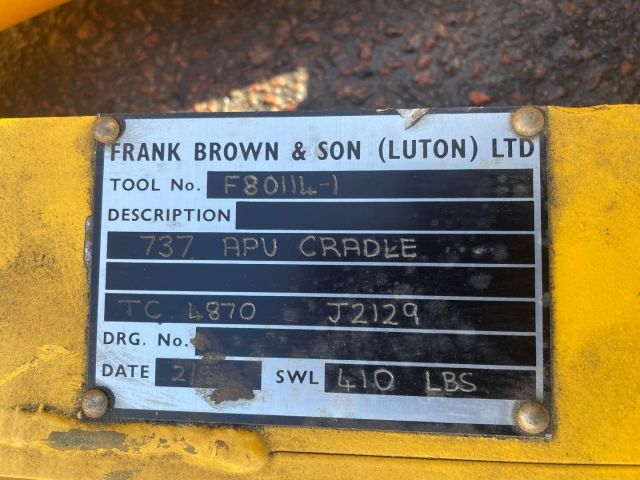 FRANK BROWN & SON (LUTON) LTD
TOOL No. F80114-1
DESCRIPTION
737 APU CRADLE
TC 4870 J2129
DRG. No.
DATE SWL 410 LBS